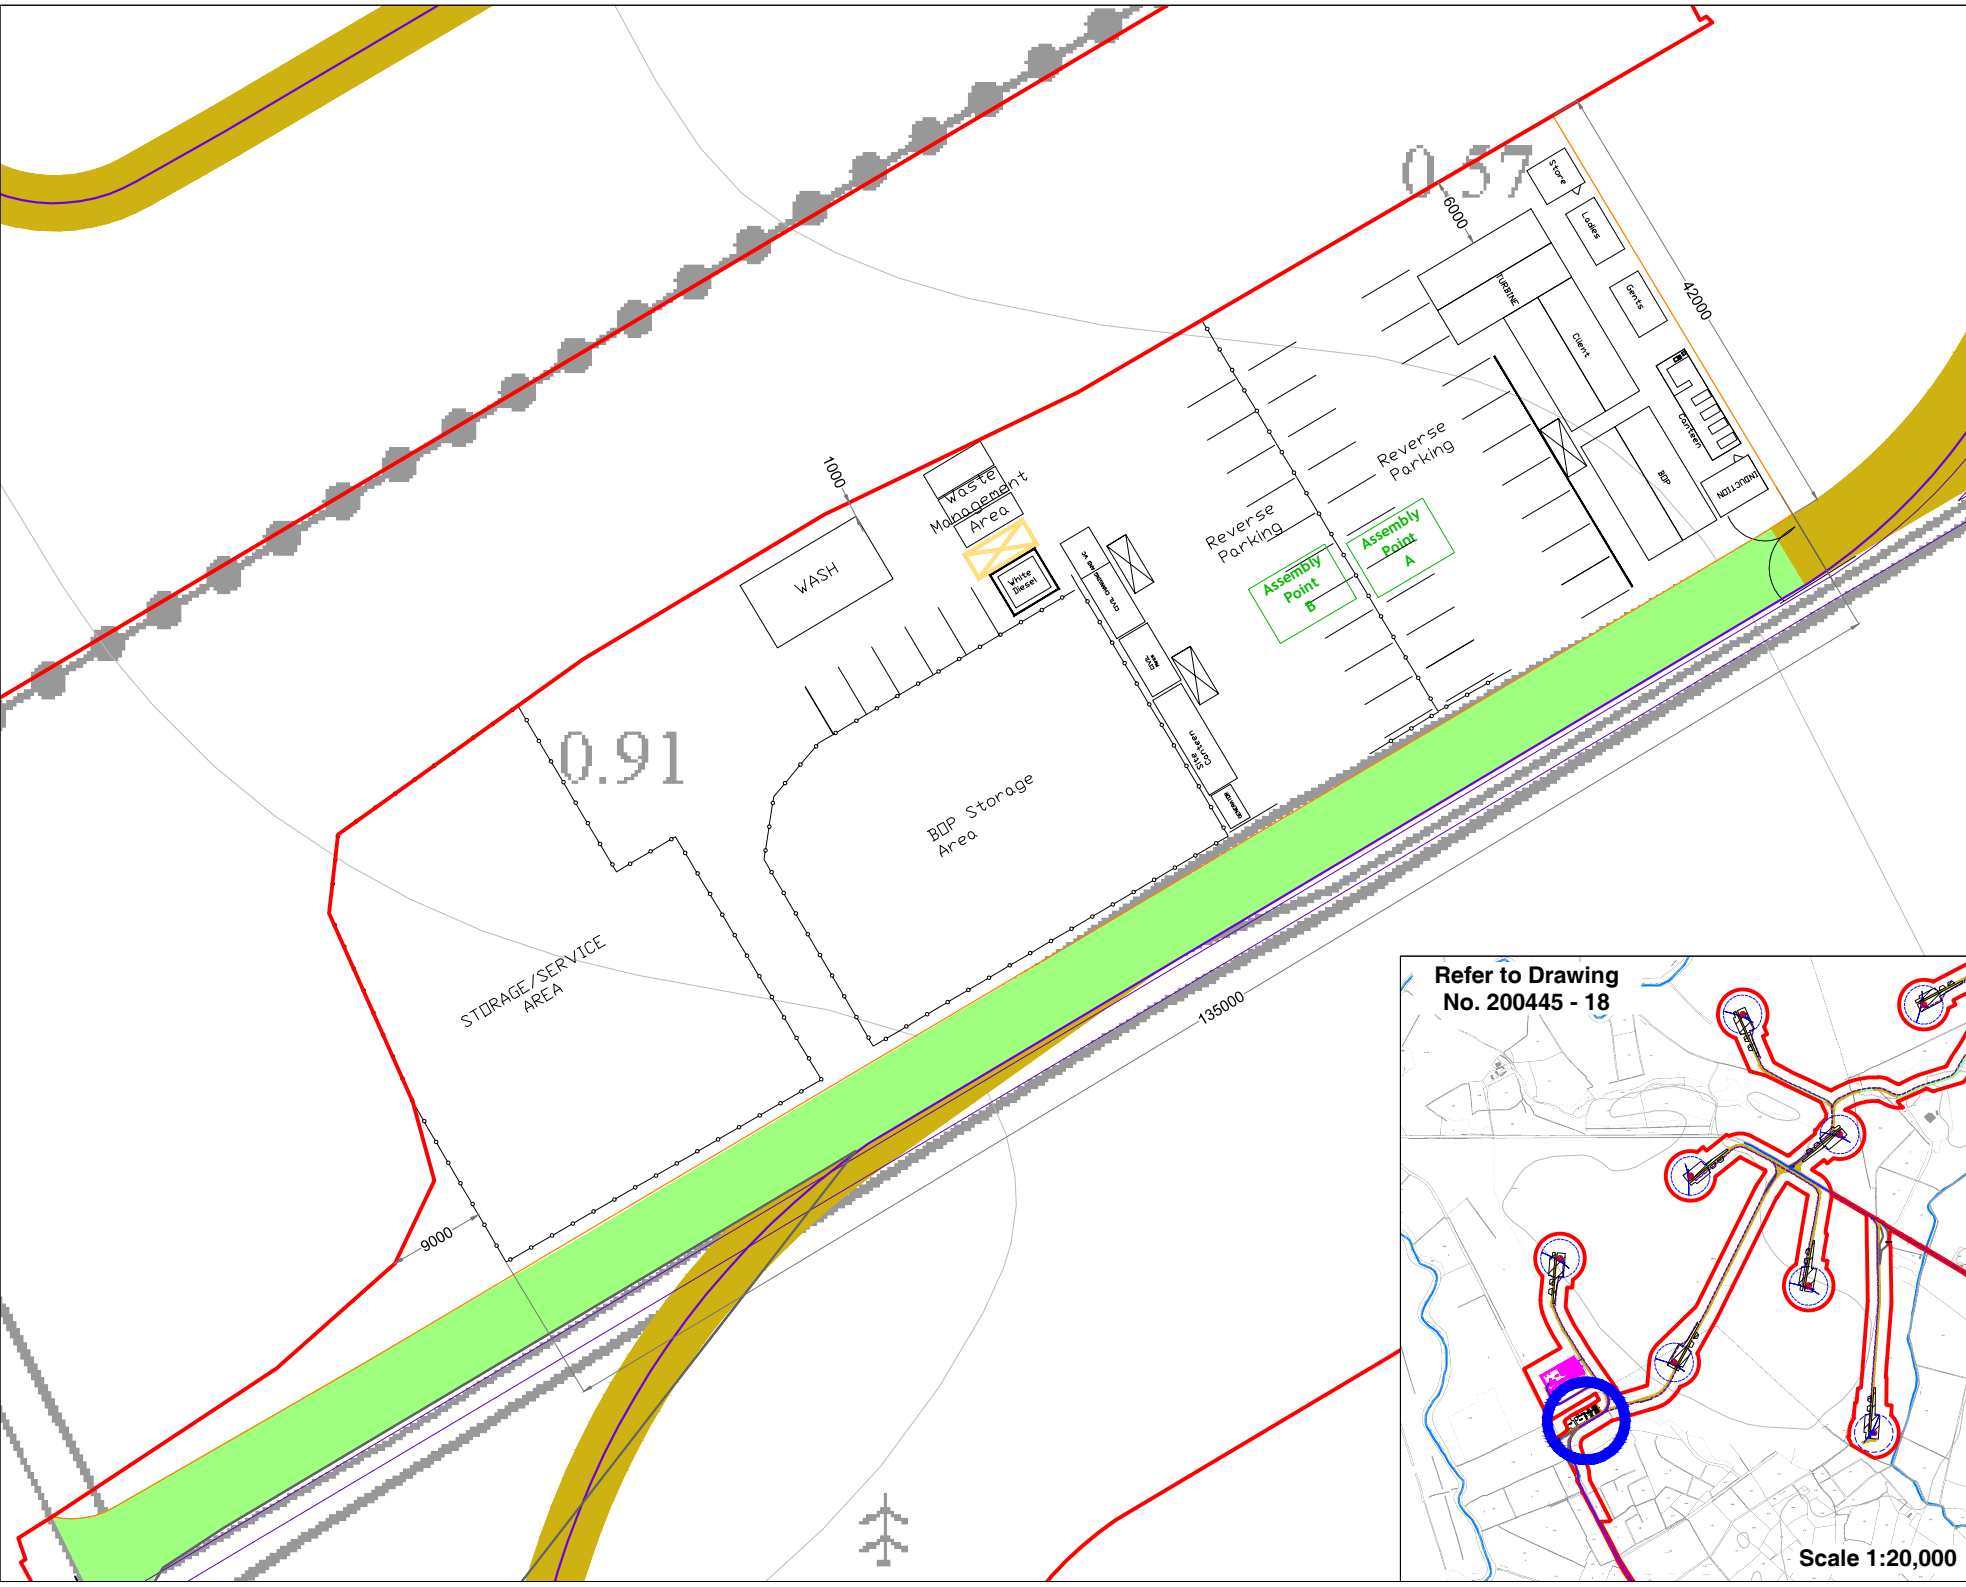 0.57
Store
Ladies
Gents
6000
TURBINE
Client
42000
Canteen
BOP
INDUCTION
Reverse
Parking
Reverse
Parking
Assembly
Point
A
Assembly
Point
B
1000
Waste
Management
Area
WASH
White
Diesel
CIVIL
Site
Canteen
GENERATOR
0.91
BOP Storage
Area
STORAGE/SERVICE
AREA
9000
135000
Refer to Drawing
No. 200445 - 18
Scale 1:20,000